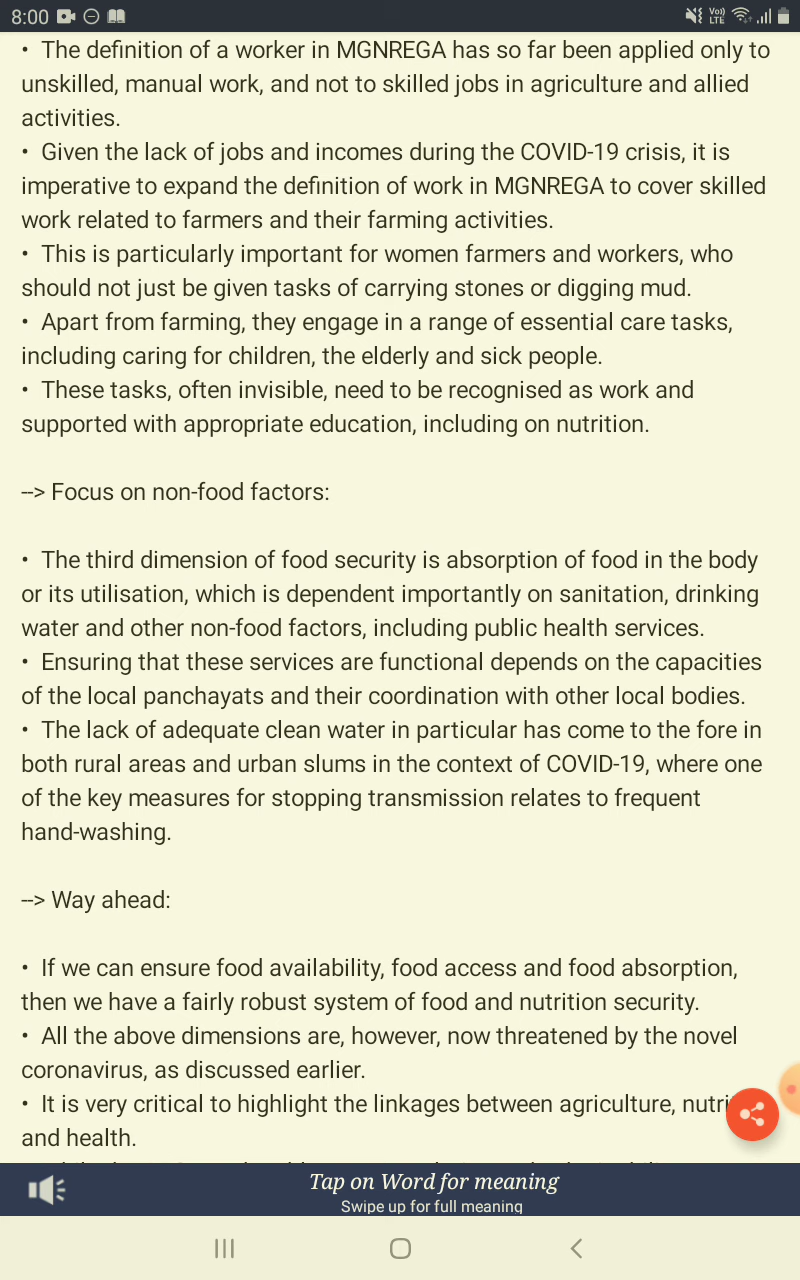 8:00
Vo))
LTE
• The definition of a worker in MGNREGA has so far been applied only to
unskilled, manual work, and not to skilled jobs in agriculture and allied
activities.
• Given the lack of jobs and incomes during the COVID-19 crisis, it is
imperative to expand the definition of work in MGNREGA to cover skilled
work related to farmers and their farming activities.
• This is particularly important for women farmers and workers, who
should not just be given tasks of carrying stones or digging mud.
• Apart from farming, they engage in a range of essential care tasks,
including caring for children, the elderly and sick people.
• These tasks, often invisible, need to be recognised as work and
supported with appropriate education, including on nutrition.
--> Focus on non-food factors:
• The third dimension of food security is absorption of food in the body
or its utilisation, which is dependent importantly on sanitation, drinking
water and other non-food factors, including public health services.
• Ensuring that these services are functional depends on the capacities
of the local panchayats and their coordination with other local bodies.
• The lack of adequate clean water in particular has come to the fore in
both rural areas and urban slums in the context of COVID-19, where one
of the key measures for stopping transmission relates to frequent
hand-washing.
--> Way ahead:
• If we can ensure food availability, food access and food absorption,
then we have a fairly robust system of food and nutrition security.
• All the above dimensions are, however, now threatened by the novel
coronavirus, as discussed earlier.
• It is very critical to highlight the linkages between agriculture, nutri
and health.
Tap on Word for meaning
Swipe up for full meaning